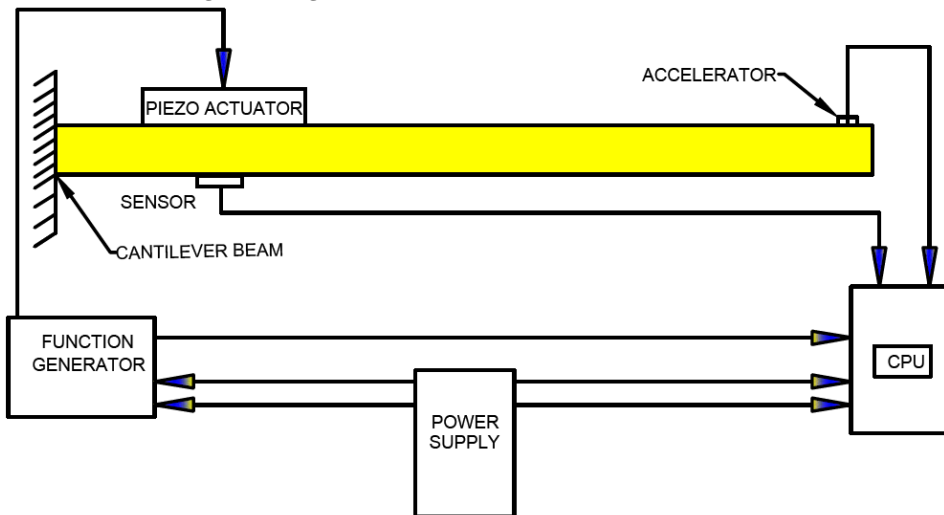 ACCELERATOR
PIEZO ACTUATOR
SENSOR
CANTILEVER BEAM
FUNCTION
GENERATOR
CPU
POWER
SUPPLY